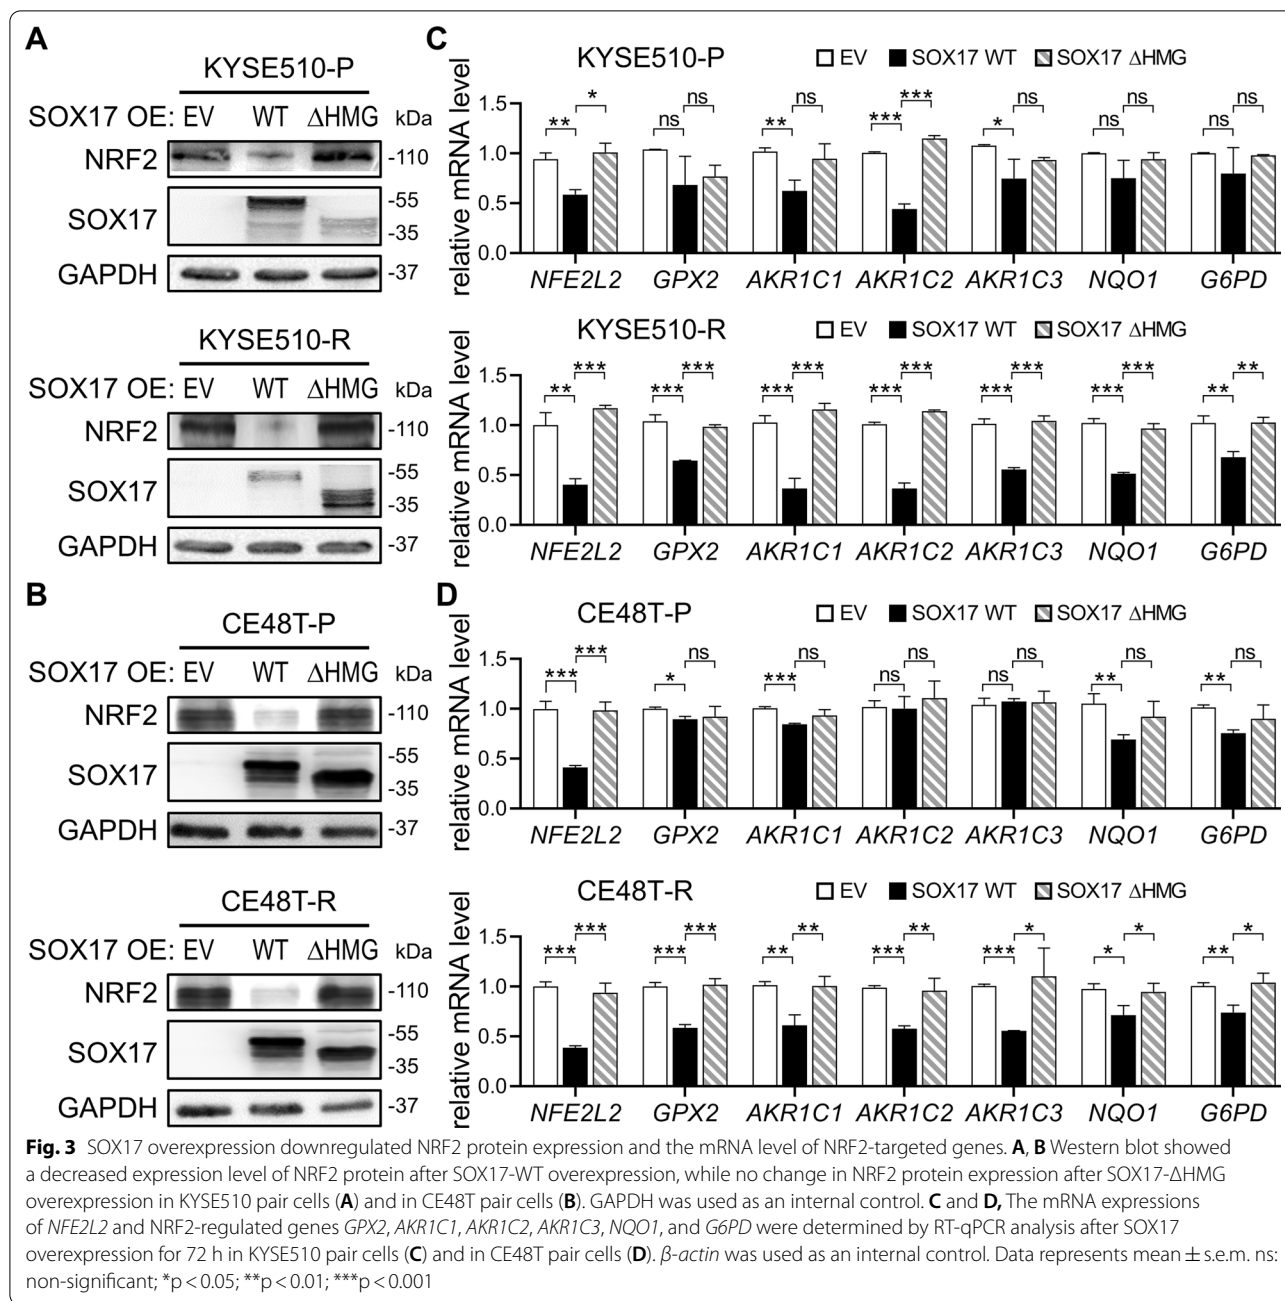 A
KYSE510-P
SOX17 OE: EV WT ΔHMG kDa
NRF2 -110
SOX17 -55
-35
GAPDH -37
KYSE510-R
SOX17 OE: EV WT ΔHMG kDa
NRF2 -110
SOX17 -55
-35
GAPDH -37
B
CE48T-P
SOX17 OE: EV WT ΔHMG kDa
NRF2 -110
SOX17 -55
-35
GAPDH -37
CE48T-R
SOX17 OE: EV WT ΔHMG kDa
NRF2 -110
SOX17 -55
-35
GAPDH -37
C
KYSE510-P EV SOX17 WT SOX17 ΔHMG
relative mRNA level
1.5
1.0
0.5
0.0
** * ns ns ** ns *** *** * ns ns ns ns ns
NFE2L2 GPX2 AKR1C1 AKR1C2 AKR1C3 NQO1 G6PD
KYSE510-R EV SOX17 WT SOX17 ΔHMG
relative mRNA level
1.5
1.0
0.5
0.0
** *** *** *** *** *** *** *** *** *** *** *** ** **
NFE2L2 GPX2 AKR1C1 AKR1C2 AKR1C3 NQO1 G6PD
D
CE48T-P EV SOX17 WT SOX17 ΔHMG
relative mRNA level
1.5
1.0
0.5
0.0
*** *** * ns *** ns ns ns ns ns ** ns ** ns
NFE2L2 GPX2 AKR1C1 AKR1C2 AKR1C3 NQO1 G6PD
CE48T-R EV SOX17 WT SOX17 ΔHMG
relative mRNA level
1.5
1.0
0.5
0.0
*** *** *** *** ** ** *** ** *** * * * ** *
NFE2L2 GPX2 AKR1C1 AKR1C2 AKR1C3 NQO1 G6PD
Fig. 3 SOX17 overexpression downregulated NRF2 protein expression and the mRNA level of NRF2-targeted genes. A, B Western blot showed
a decreased expression level of NRF2 protein after SOX17-WT overexpression, while no change in NRF2 protein expression after SOX17-ΔHMG
overexpression in KYSE510 pair cells (A) and in CE48T pair cells (B). GAPDH was used as an internal control. C and D, The mRNA expressions
of NFE2L2 and NRF2-regulated genes GPX2, AKR1C1, AKR1C2, AKR1C3, NQO1, and G6PD were determined by RT-qPCR analysis after SOX17
overexpression for 72 h in KYSE510 pair cells (C) and in CE48T pair cells (D). β-actin was used as an internal control. Data represents mean ± s.e.m. ns:
non-significant; *p < 0.05; **p < 0.01; ***p < 0.001